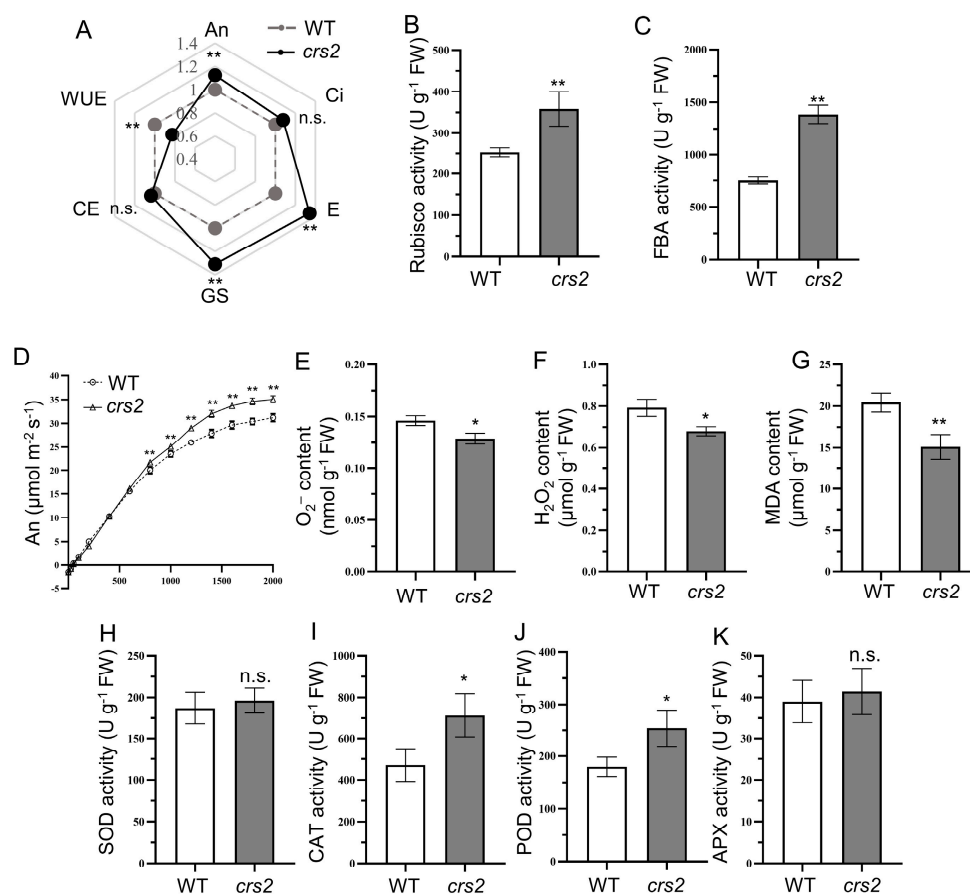 A
WT
crs2
An
**
1.4
1.2
1
0.8
0.6
0.4
Ci
n.s.
E
**
GS
**
CE
n.s.
WUE
**
B
Rubisco activity (U g-1 FW)
500
400
300
200
100
0
**
WT
crs2
C
FBA activity (U g-1 FW)
2000
1500
1000
500
0
**
WT
crs2
D
WT
crs2
An (µmol m-2 s-1)
40
35
30
25
20
15
10
5
0
-5
500
1000
1500
2000
** ** ** ** ** ** **
E
O2− content
(nmol g-1 FW)
0.20
0.15
0.10
0.05
0.00
*
WT
crs2
F
H2O2 content
(µmol g-1 FW)
1.0
0.8
0.6
0.4
0.2
0.0
*
WT
crs2
G
MDA content
(µmol g-1 FW)
25
20
15
10
5
0
**
WT
crs2
H
SOD activity (U g-1 FW)
250
200
150
100
50
0
n.s.
WT
crs2
I
CAT activity (U g-1 FW)
1000
800
600
400
200
0
*
WT
crs2
J
POD activity (U g-1 FW)
400
300
200
100
0
*
WT
crs2
K
APX activity (U g-1 FW)
50
40
30
20
10
0
n.s.
WT
crs2